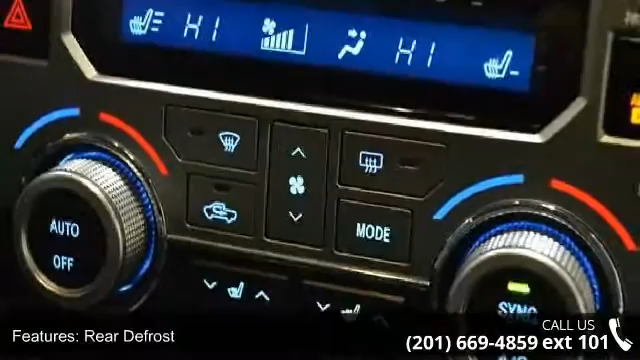 HI HI
AUTO
OFF
MODE
SYNC
Features: Rear Defrost
CALL US
(201) 669-4859 ext 101